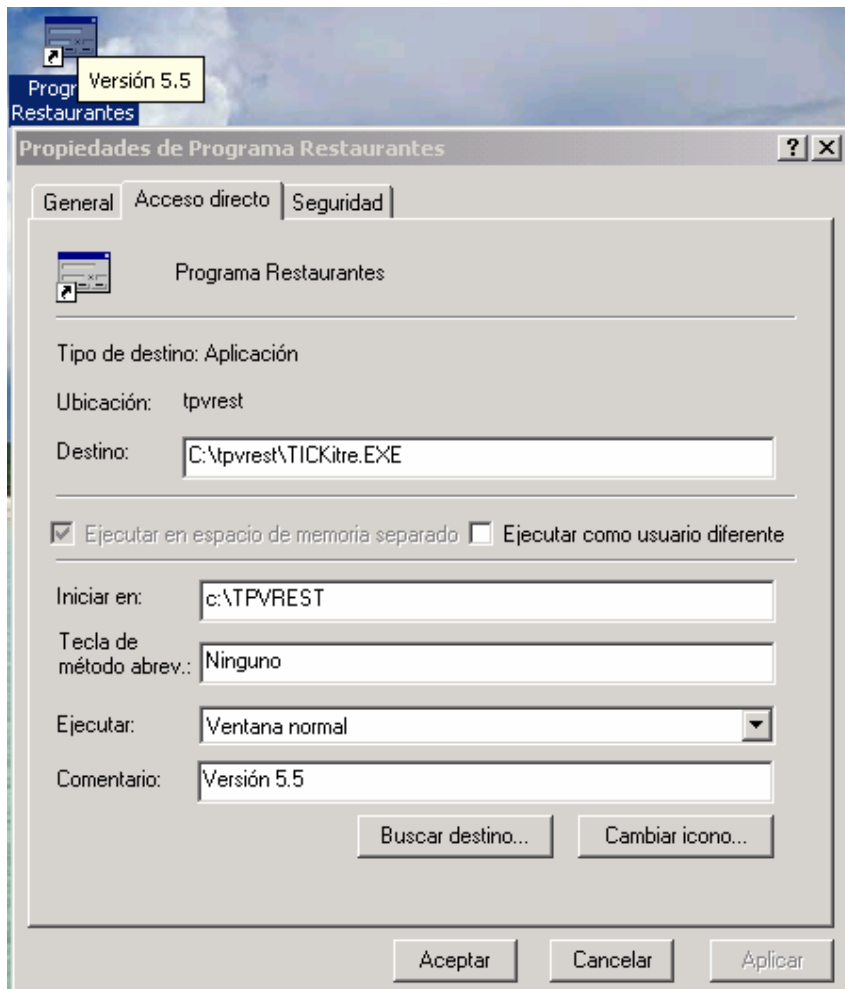 Versión 5.5
Progr
Restaurantes
Propiedades de Programa Restaurantes
General Acceso directo Seguridad
Programa Restaurantes
Tipo de destino: Aplicación
Ubicación: tpvrest
Destino: C:\tpvrest\TICKitre.EXE
Ejecutar en espacio de memoria separado Ejecutar como usuario diferente
Iniciar en: c:\TPVREST
Tecla de
método abrev.: Ninguno
Ejecutar: Ventana normal
Comentario: Versión 5.5
Buscar destino... Cambiar icono...
Aceptar Cancelar Aplicar